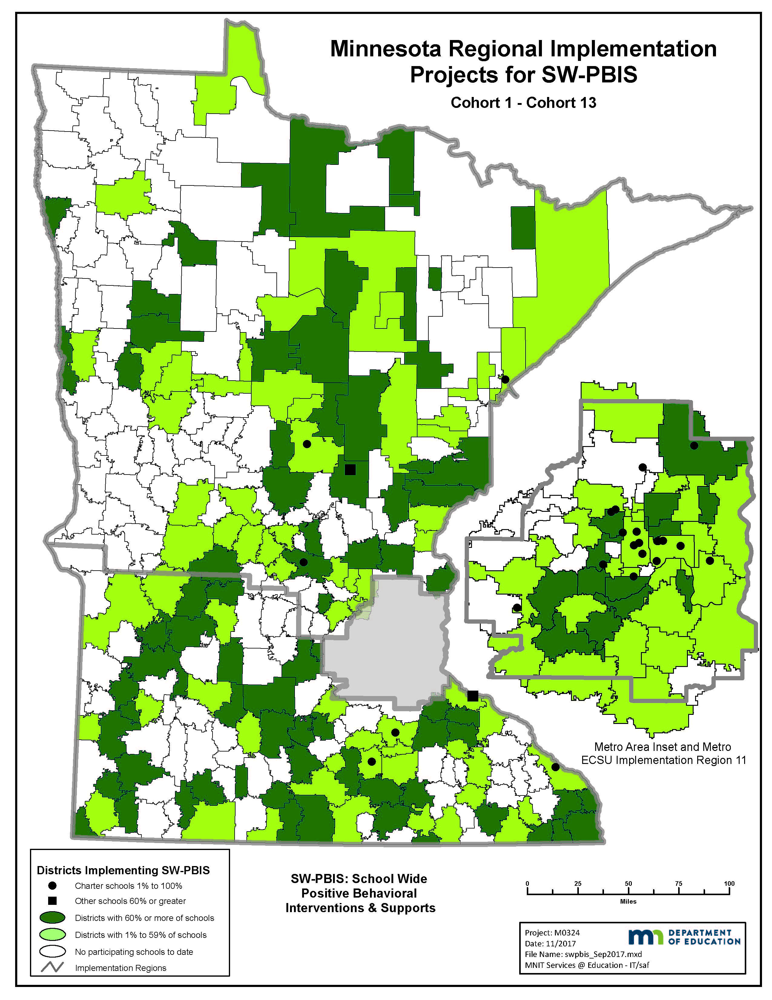 Minnesota Regional Implementation
Projects for SW-PBIS
Cohort 1 - Cohort 13
Metro Area Inset and Metro
ECSU Implementation Region 11
Districts Implementing SW-PBIS
Charter schools 1% to 100%
Other schools 60% or greater
Districts with 60% or more of schools
Districts with 1% to 59% of schools
No participating schools to date
Implementation Regions
SW-PBIS: School Wide
Positive Behavioral
Interventions & Supports
0 25 50 75 100
Miles
Project: M0324
Date: 11/2017
File Name: swpbis_Sep2017.mxd
MNIT Services @ Education - IT/saf
mn DEPARTMENT
OF EDUCATION